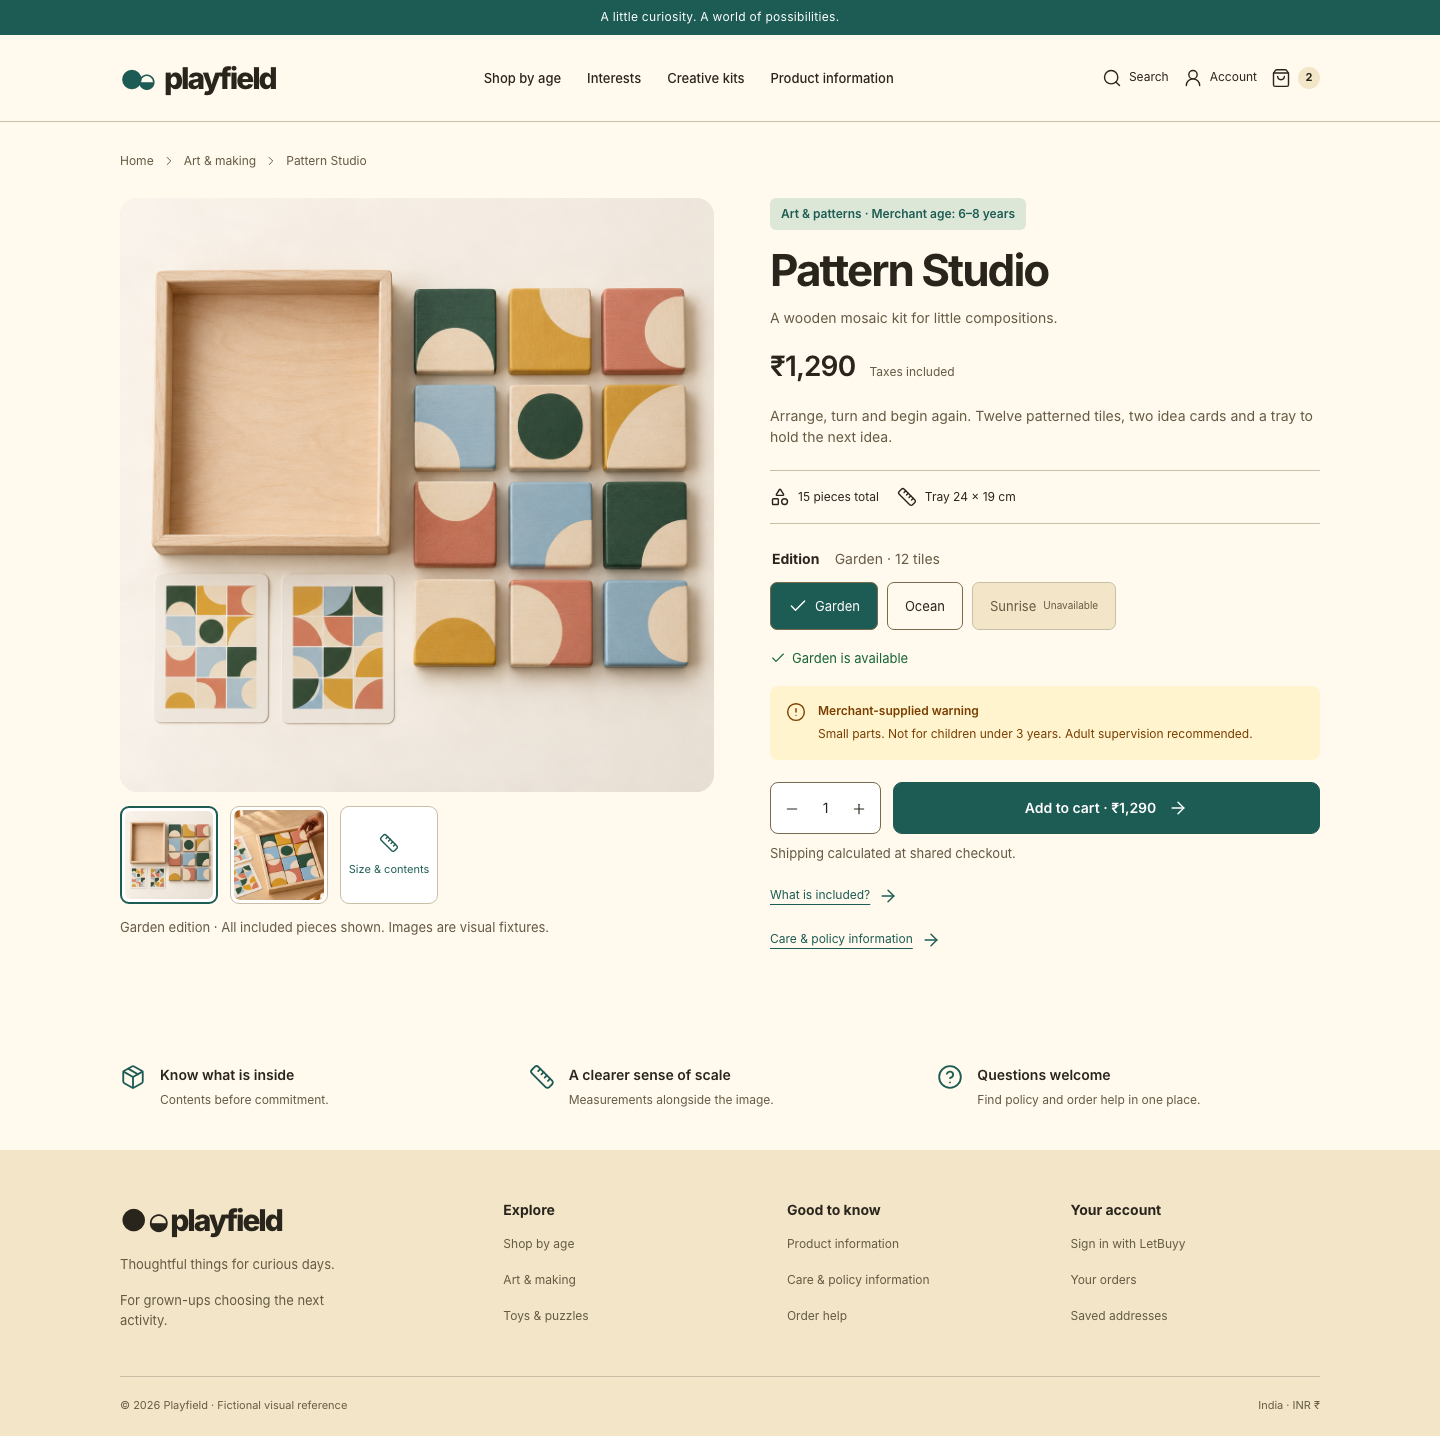 A little curiosity. A world of possibilities.
playfield
Shop by age
Interests
Creative kits
Product information
Search
Account
2
Home
Art & making
Pattern Studio
Art & patterns · Merchant age: 6–8 years
Pattern Studio
A wooden mosaic kit for little compositions.
₹1,290 Taxes included
Arrange, turn and begin again. Twelve patterned tiles, two idea cards and a tray to
hold the next idea.
15 pieces total
Tray 24 × 19 cm
Edition Garden · 12 tiles
Garden
Ocean
Sunrise Unavailable
Garden is available
Merchant-supplied warning
Small parts. Not for children under 3 years. Adult supervision recommended.
1
Add to cart · ₹1,290
Shipping calculated at shared checkout.
What is included?
Care & policy information
Size & contents
Garden edition · All included pieces shown. Images are visual fixtures.
Know what is inside
Contents before commitment.
A clearer sense of scale
Measurements alongside the image.
Questions welcome
Find policy and order help in one place.
playfield
Thoughtful things for curious days.
For grown-ups choosing the next
activity.
Explore
Shop by age
Art & making
Toys & puzzles
Good to know
Product information
Care & policy information
Order help
Your account
Sign in with LetBuyy
Your orders
Saved addresses
© 2026 Playfield · Fictional visual reference
India · INR ₹